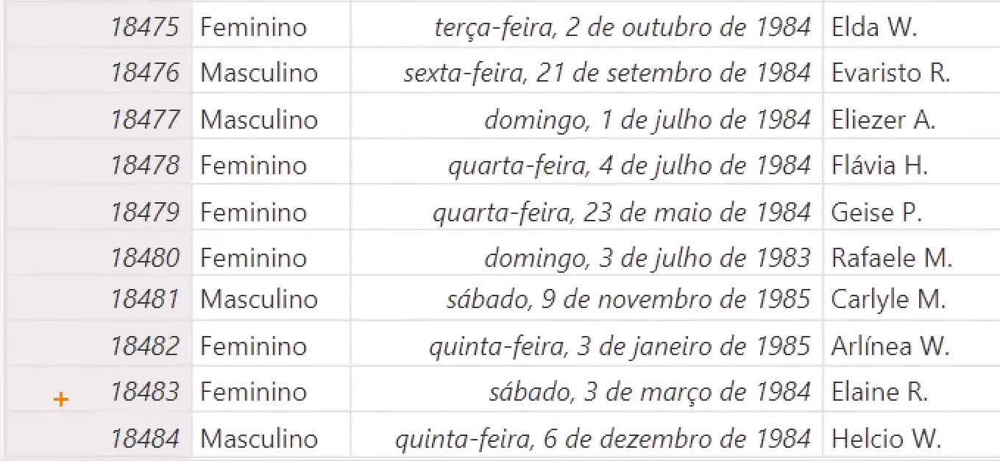 18475 Feminino terça-feira, 2 de outubro de 1984 Elda W.
18476 Masculino sexta-feira, 21 de setembro de 1984 Evaristo R.
18477 Masculino domingo, 1 de julho de 1984 Eliezer A.
18478 Feminino quarta-feira, 4 de julho de 1984 Flávia H.
18479 Feminino quarta-feira, 23 de maio de 1984 Geise P.
18480 Feminino domingo, 3 de julho de 1983 Rafaele M.
18481 Masculino sábado, 9 de novembro de 1985 Carlyle M.
18482 Feminino quinta-feira, 3 de janeiro de 1985 Arlínea W.
18483 Feminino sábado, 3 de março de 1984 Elaine R.
18484 Masculino quinta-feira, 6 de dezembro de 1984 Helcio W.